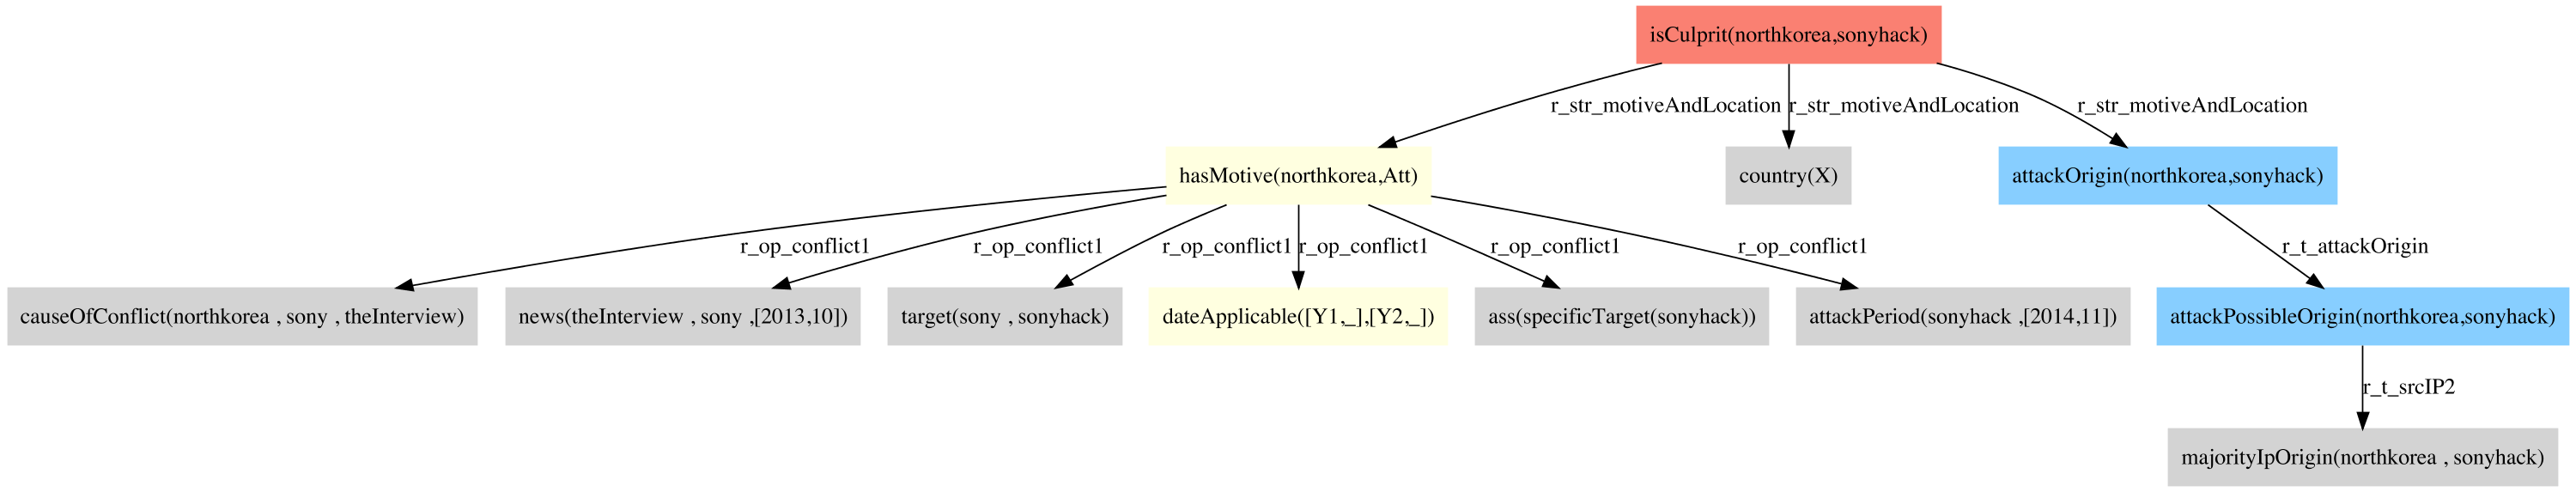 isCulprit(northkorea,sonyhack)
r_str_motiveAndLocation
r_str_motiveAndLocation
r_str_motiveAndLocation
hasMotive(northkorea,Att)
country(X)
attackOrigin(northkorea,sonyhack)
r_op_conflict1
r_op_conflict1
r_op_conflict1
r_op_conflict1
r_op_conflict1
r_op_conflict1
r_t_attackOrigin
causeOfConflict(northkorea , sony , theInterview)
news(theInterview , sony ,[2013,10])
target(sony , sonyhack)
dateApplicable([Y1,_],[Y2,_])
ass(specificTarget(sonyhack))
attackPeriod(sonyhack ,[2014,11])
attackPossibleOrigin(northkorea,sonyhack)
r_t_srcIP2
majorityIpOrigin(northkorea , sonyhack)